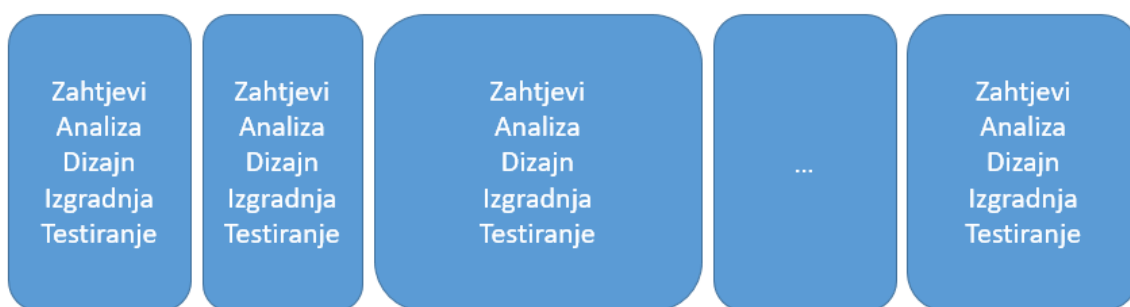 Zahtjevi
Analiza
Dizajn
Izgradnja
Testiranje
Zahtjevi
Analiza
Dizajn
Izgradnja
Testiranje
Zahtjevi
Analiza
Dizajn
Izgradnja
Testiranje
...
Zahtjevi
Analiza
Dizajn
Izgradnja
Testiranje